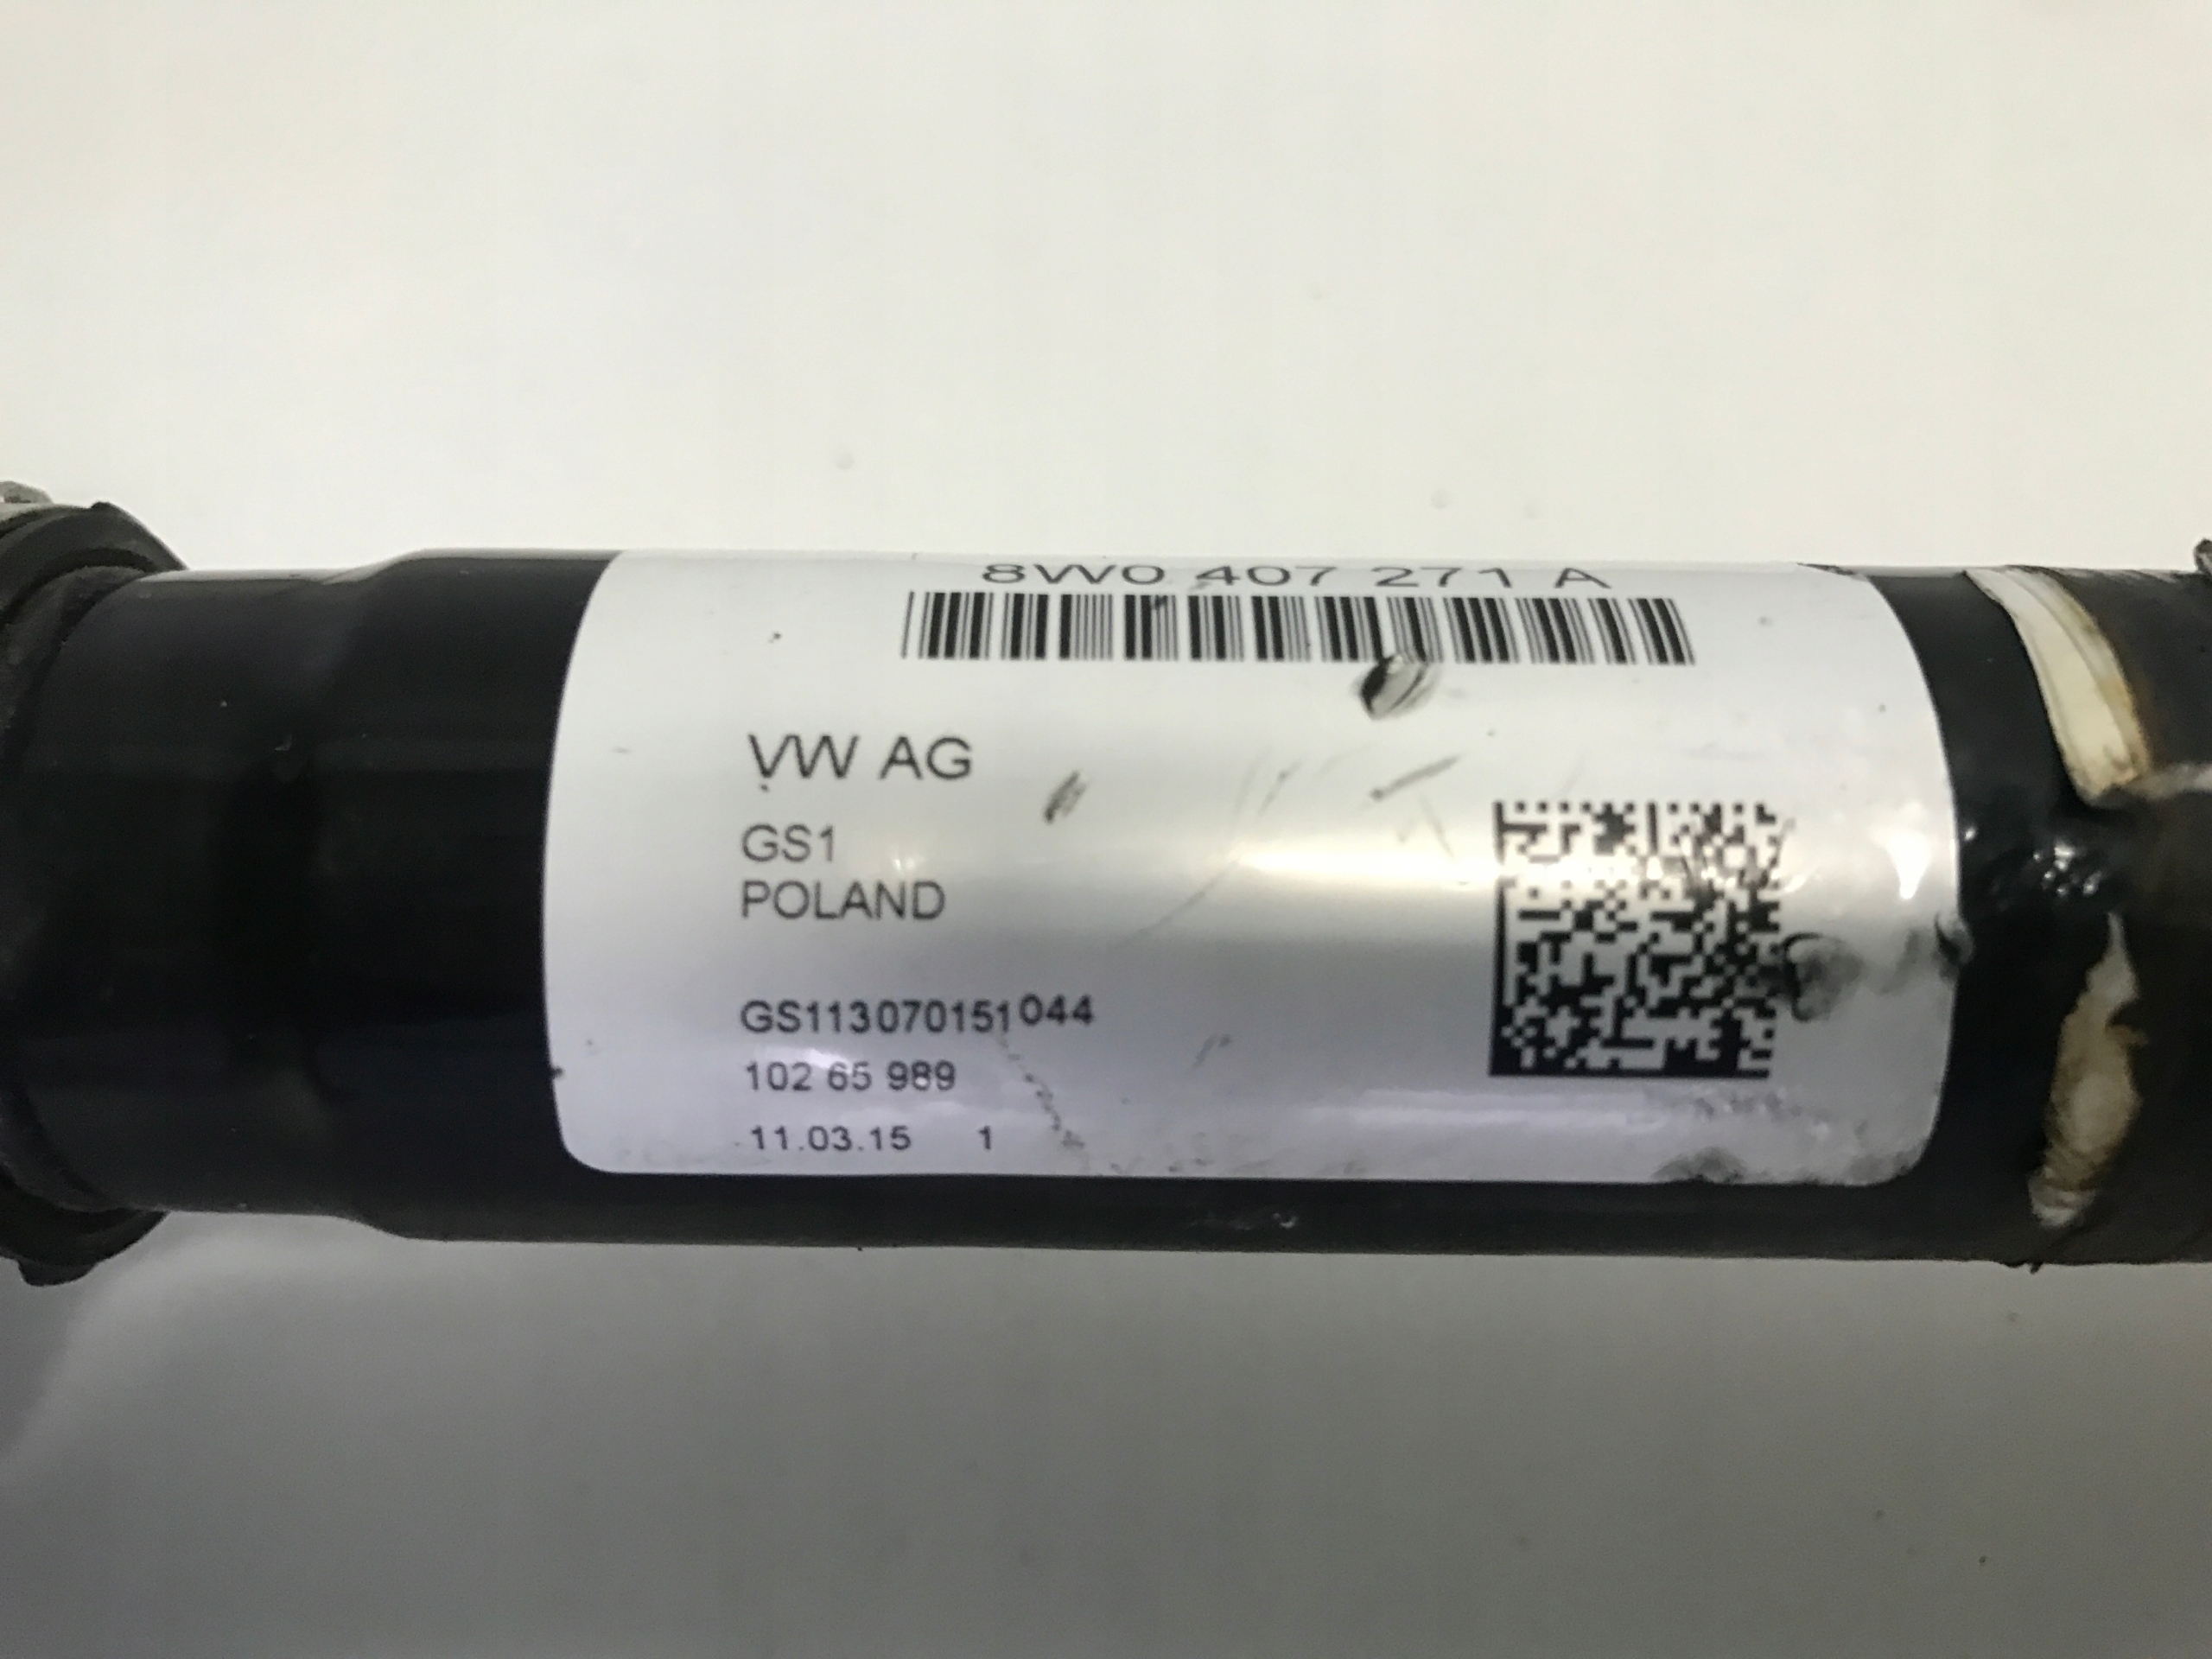 8W0 407 271 A
VW AG
GS1
POLAND
GS113070151044
102 65 989
11.03.15 1